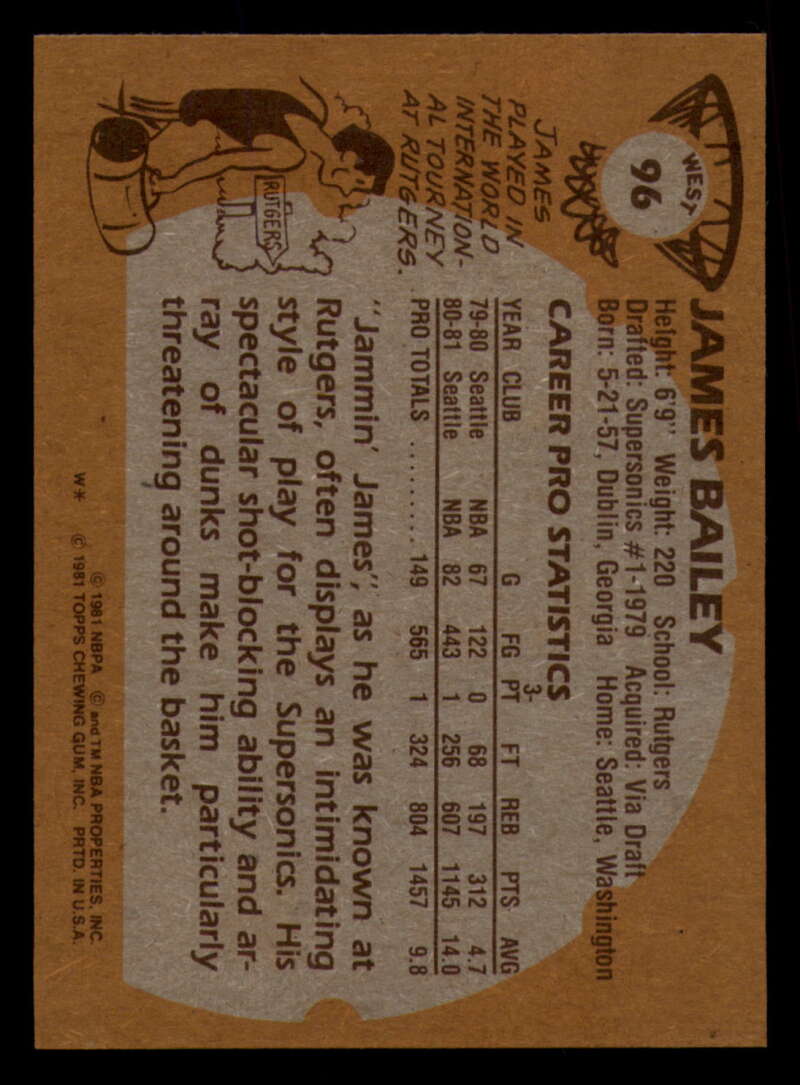 WEST
96
JAMES BAILEY
Height: 6'9" Weight: 220 School: Rutgers
Drafted: Supersonics #1-1979 Acquired: Via Draft
Born: 5-21-57, Dublin, Georgia Home: Seattle, Washington
CAREER PRO STATISTICS
YEAR CLUB G FG 3-PT FT REB PTS AVG
79-80 Seattle NBA 67 122 0 68 197 312 4.7
80-81 Seattle NBA 82 443 1 256 607 1145 14.0
PRO TOTALS .......... 149 565 1 324 804 1457 9.8
"Jammin' James", as he was known at
Rutgers, often displays an intimidating
style of play for the Supersonics. His
spectacular shot-blocking ability and ar-
ray of dunks make him particularly
threatening around the basket.
JAMES
PLAYED IN
THE WORLD
INTERNATION-
AL TOURNEY
AT RUTGERS.
RUTGERS
© 1981 NBPA © and TM NBA PROPERTIES, INC.
W* © 1981 TOPPS CHEWING GUM, INC. PRTD. IN U.S.A.